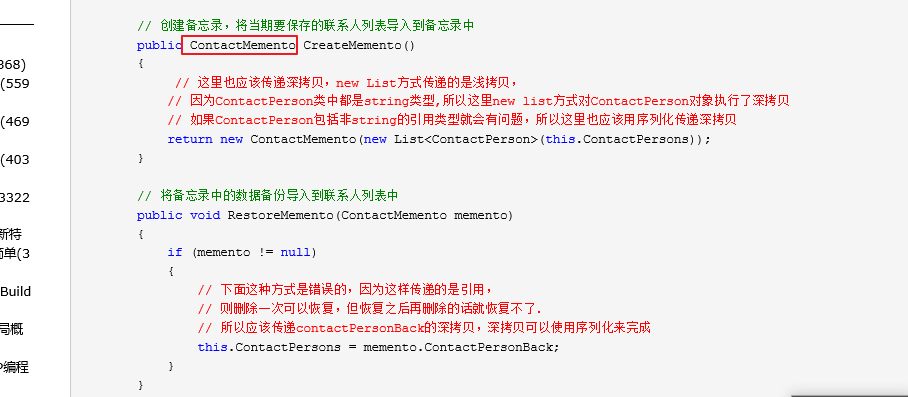 // 创建备忘录，将当期要保存的联系人列表导入到备忘录中
public ContactMemento CreateMemento()
{
// 这里也应该传递深拷贝，new List方式传递的是浅拷贝，
// 因为ContactPerson类中都是string类型,所以这里new list方式对ContactPerson对象执行了深拷贝
// 如果ContactPerson包括非string的引用类型就会有问题，所以这里也应该用序列化传递深拷贝
return new ContactMemento(new List<ContactPerson>(this.ContactPersons));
}
// 将备忘录中的数据备份导入到联系人列表中
public void RestoreMemento(ContactMemento memento)
{
if (memento != null)
{
// 下面这种方式是错误的，因为这样传递的是引用，
// 则删除一次可以恢复，但恢复之后再删除的话就恢复不了.
// 所以应该传递contactPersonBack的深拷贝，深拷贝可以使用序列化来完成
this.ContactPersons = memento.ContactPersonBack;
}
}
368)
(559
(469
(403
3322
新特
简单(3
Build
局概
P编程